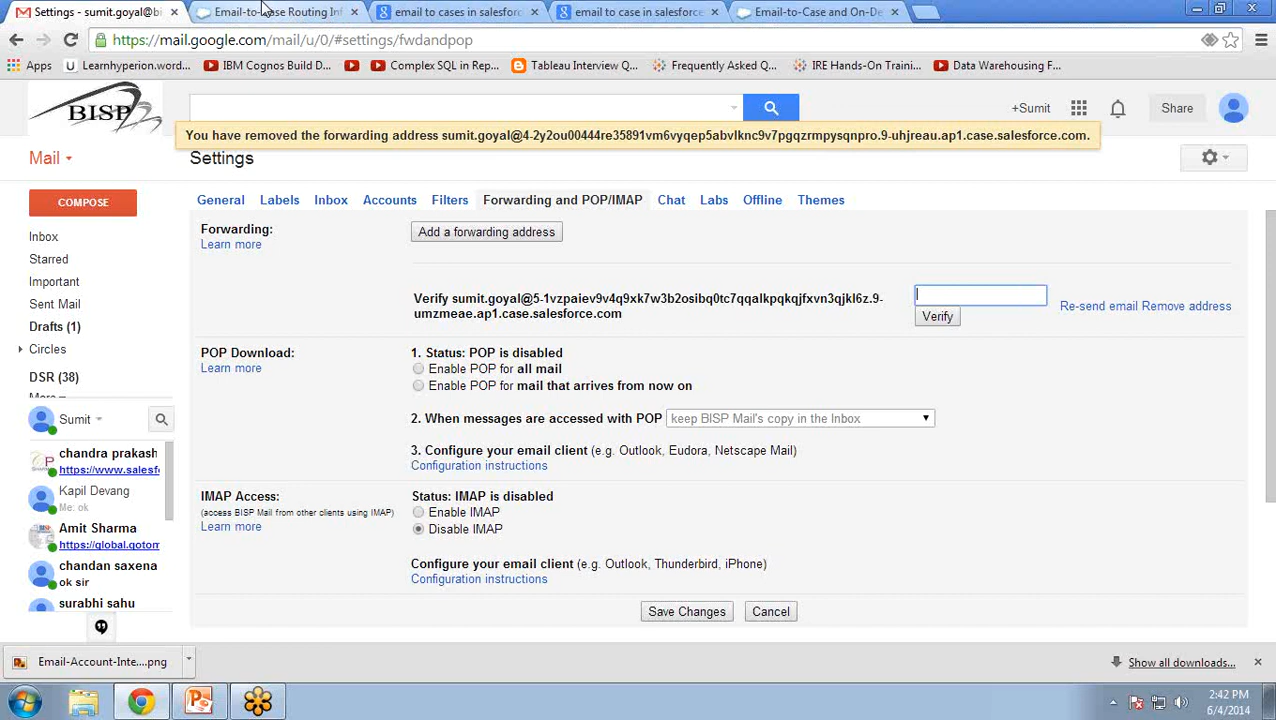 Settings - sumit.goyal@bi
Email-to-Case Routing Inf
email to cases in salesforc
email to case in salesforce
Email-to-Case and On-De
https://mail.google.com/mail/u/0/#settings/fwdandpop
Apps
Learnhyperion.word...
IBM Cognos Build D...
Complex SQL in Rep...
Tableau Interview Q...
Frequently Asked Q...
IRE Hands-On Traini...
Data Warehousing F...
BISP
+Sumit
Share
You have removed the forwarding address sumit.goyal@4-2y2ou00444re35891vm6vyqep5abvlknc9v7pgqzrmpysqnpro.9-uhjreau.ap1.case.salesforce.com.
Mail
Settings
COMPOSE
General
Labels
Inbox
Accounts
Filters
Forwarding and POP/IMAP
Chat
Labs
Offline
Themes
Inbox
Starred
Important
Sent Mail
Drafts (1)
Circles
DSR (38)
Forwarding:
Learn more
Add a forwarding address
Verify sumit.goyal@5-1vzpaiev9v4q9xk7w3b2osibq0tc7qqalkpqkqjfxvn3qjkl6z.9-
umzmeae.ap1.case.salesforce.com
Verify
Re-send email Remove address
POP Download:
Learn more
1. Status: POP is disabled
Enable POP for all mail
Enable POP for mail that arrives from now on
2. When messages are accessed with POP
keep BISP Mail's copy in the Inbox
3. Configure your email client (e.g. Outlook, Eudora, Netscape Mail)
Configuration instructions
IMAP Access:
(access BISP Mail from other clients using IMAP)
Learn more
Status: IMAP is disabled
Enable IMAP
Disable IMAP
Configure your email client (e.g. Outlook, Thunderbird, iPhone)
Configuration instructions
Save Changes
Cancel
Sumit
chandra prakash
https://www.salesf
Kapil Devang
Me: ok
Amit Sharma
https://global.gotom
chandan saxena
ok sir
surabhi sahu
Email-Account-Inte....png
Show all downloads...
2:42 PM
6/4/2014